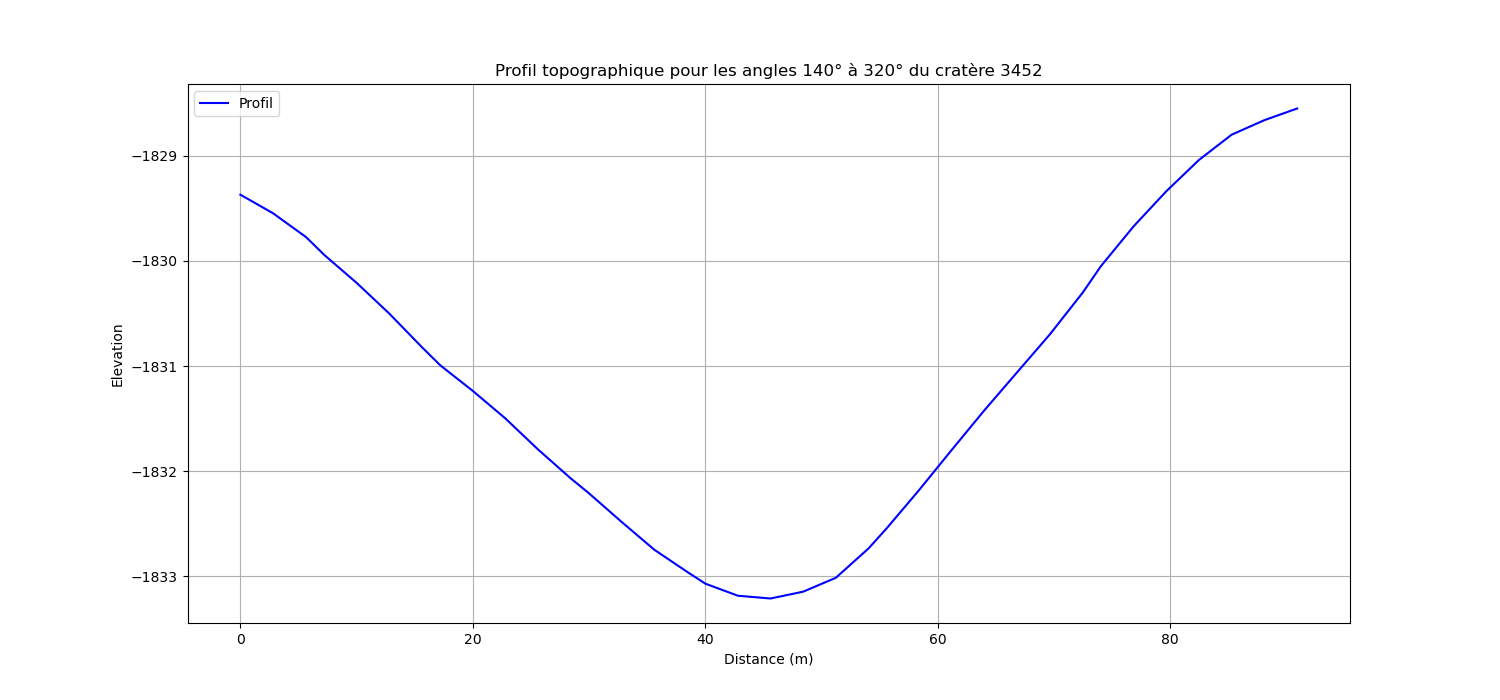 Profil topographique pour les angles 140° à 320° du cratère 3452
Profil
−1829
−1830
−1831
−1832
−1833
Elevation
0 20 40 60 80
Distance (m)